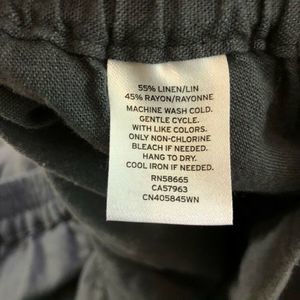 55% LINEN/LIN
45% RAYON/RAYONNE
MACHINE WASH COLD.
GENTLE CYCLE.
WITH LIKE COLORS.
ONLY NON-CHLORINE
BLEACH IF NEEDED.
HANG TO DRY.
COOL IRON IF NEEDED.
RN58665
CA57963
CN405845WN